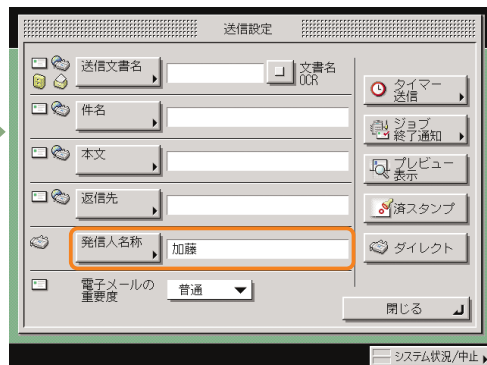 送信設定
送信文書名
文書名
OCR
件名
本文
返信先
発信人名称
加藤
電子メールの
重要度
普通
タイマー
送信
ジョブ
終了通知
プレビュー
表示
済スタンプ
ダイレクト
閉じる
システム状況/中止